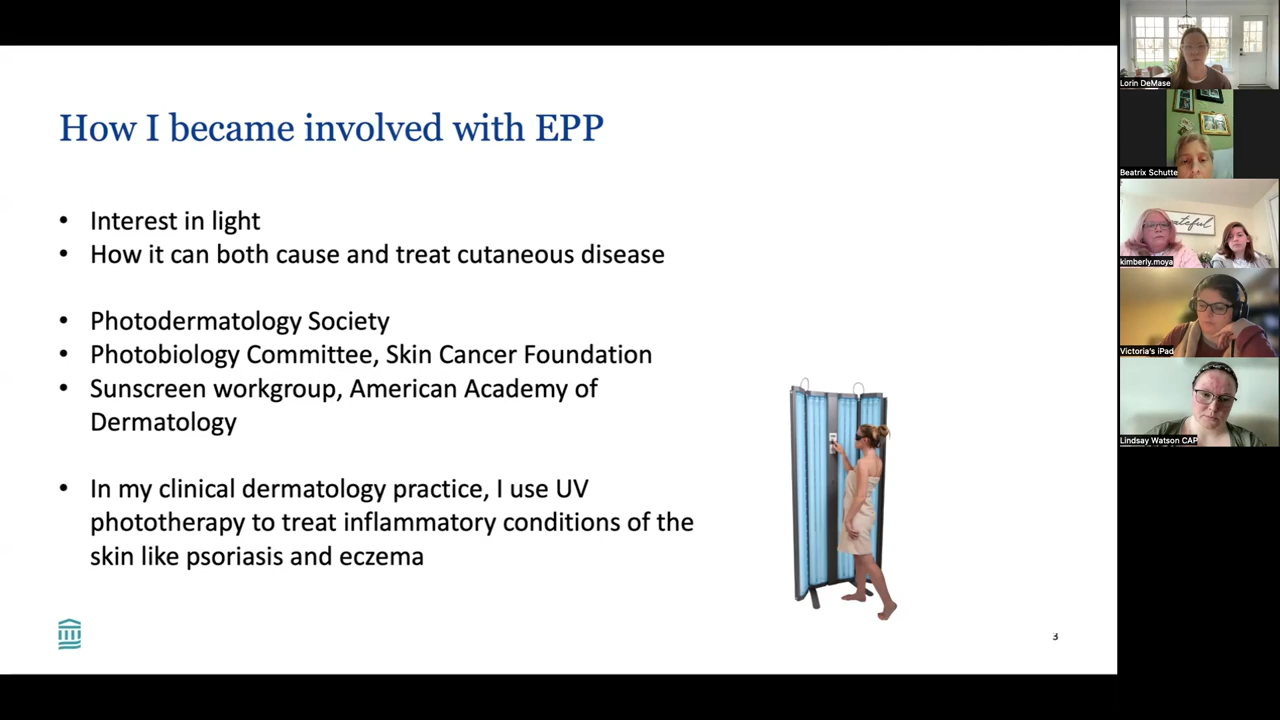 How I became involved with EPP
• Interest in light
• How it can both cause and treat cutaneous disease
• Photodermatology Society
• Photobiology Committee, Skin Cancer Foundation
• Sunscreen workgroup, American Academy of
Dermatology
• In my clinical dermatology practice, I use UV
phototherapy to treat inflammatory conditions of the
skin like psoriasis and eczema
3
Lorin DeMase
Beatrix Schutte
kimberly.moya
Victoria's iPad
Lindsay Watson CAP